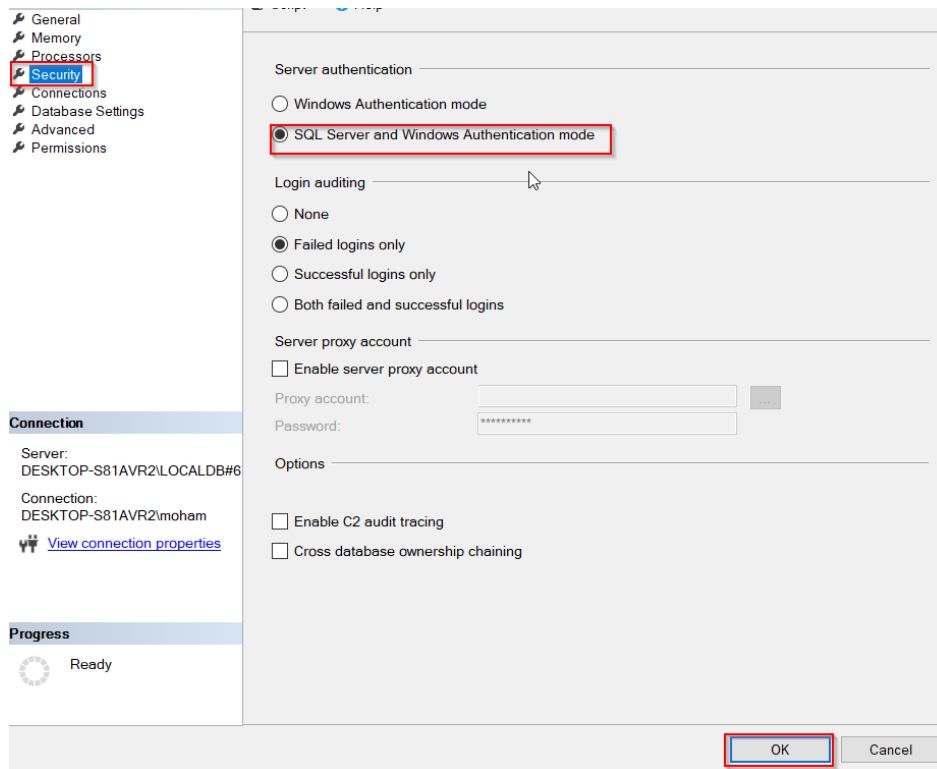 General
Memory
Processors
Security
Connections
Database Settings
Advanced
Permissions
Server authentication
Windows Authentication mode
SQL Server and Windows Authentication mode
Login auditing
None
Failed logins only
Successful logins only
Both failed and successful logins
Server proxy account
Enable server proxy account
Proxy account:
...
Password:
**********
Options
Enable C2 audit tracing
Cross database ownership chaining
Connection
Server:
DESKTOP-S81AVR2\LOCALDB#6
Connection:
DESKTOP-S81AVR2\moham
View connection properties
Progress
Ready
OK Cancel